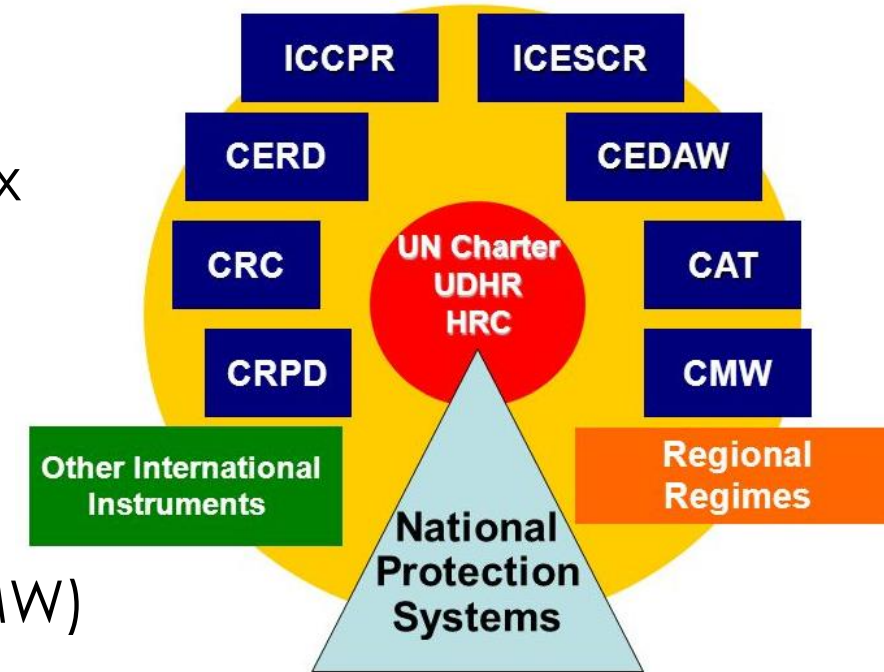 ICCPR
ICESCR
CERD
CEDAW
x
UN Charter
UDHR
HRC
CRC
CAT
CRPD
CMW
Other International
Instruments
Regional
Regimes
National
Protection
Systems
MW)